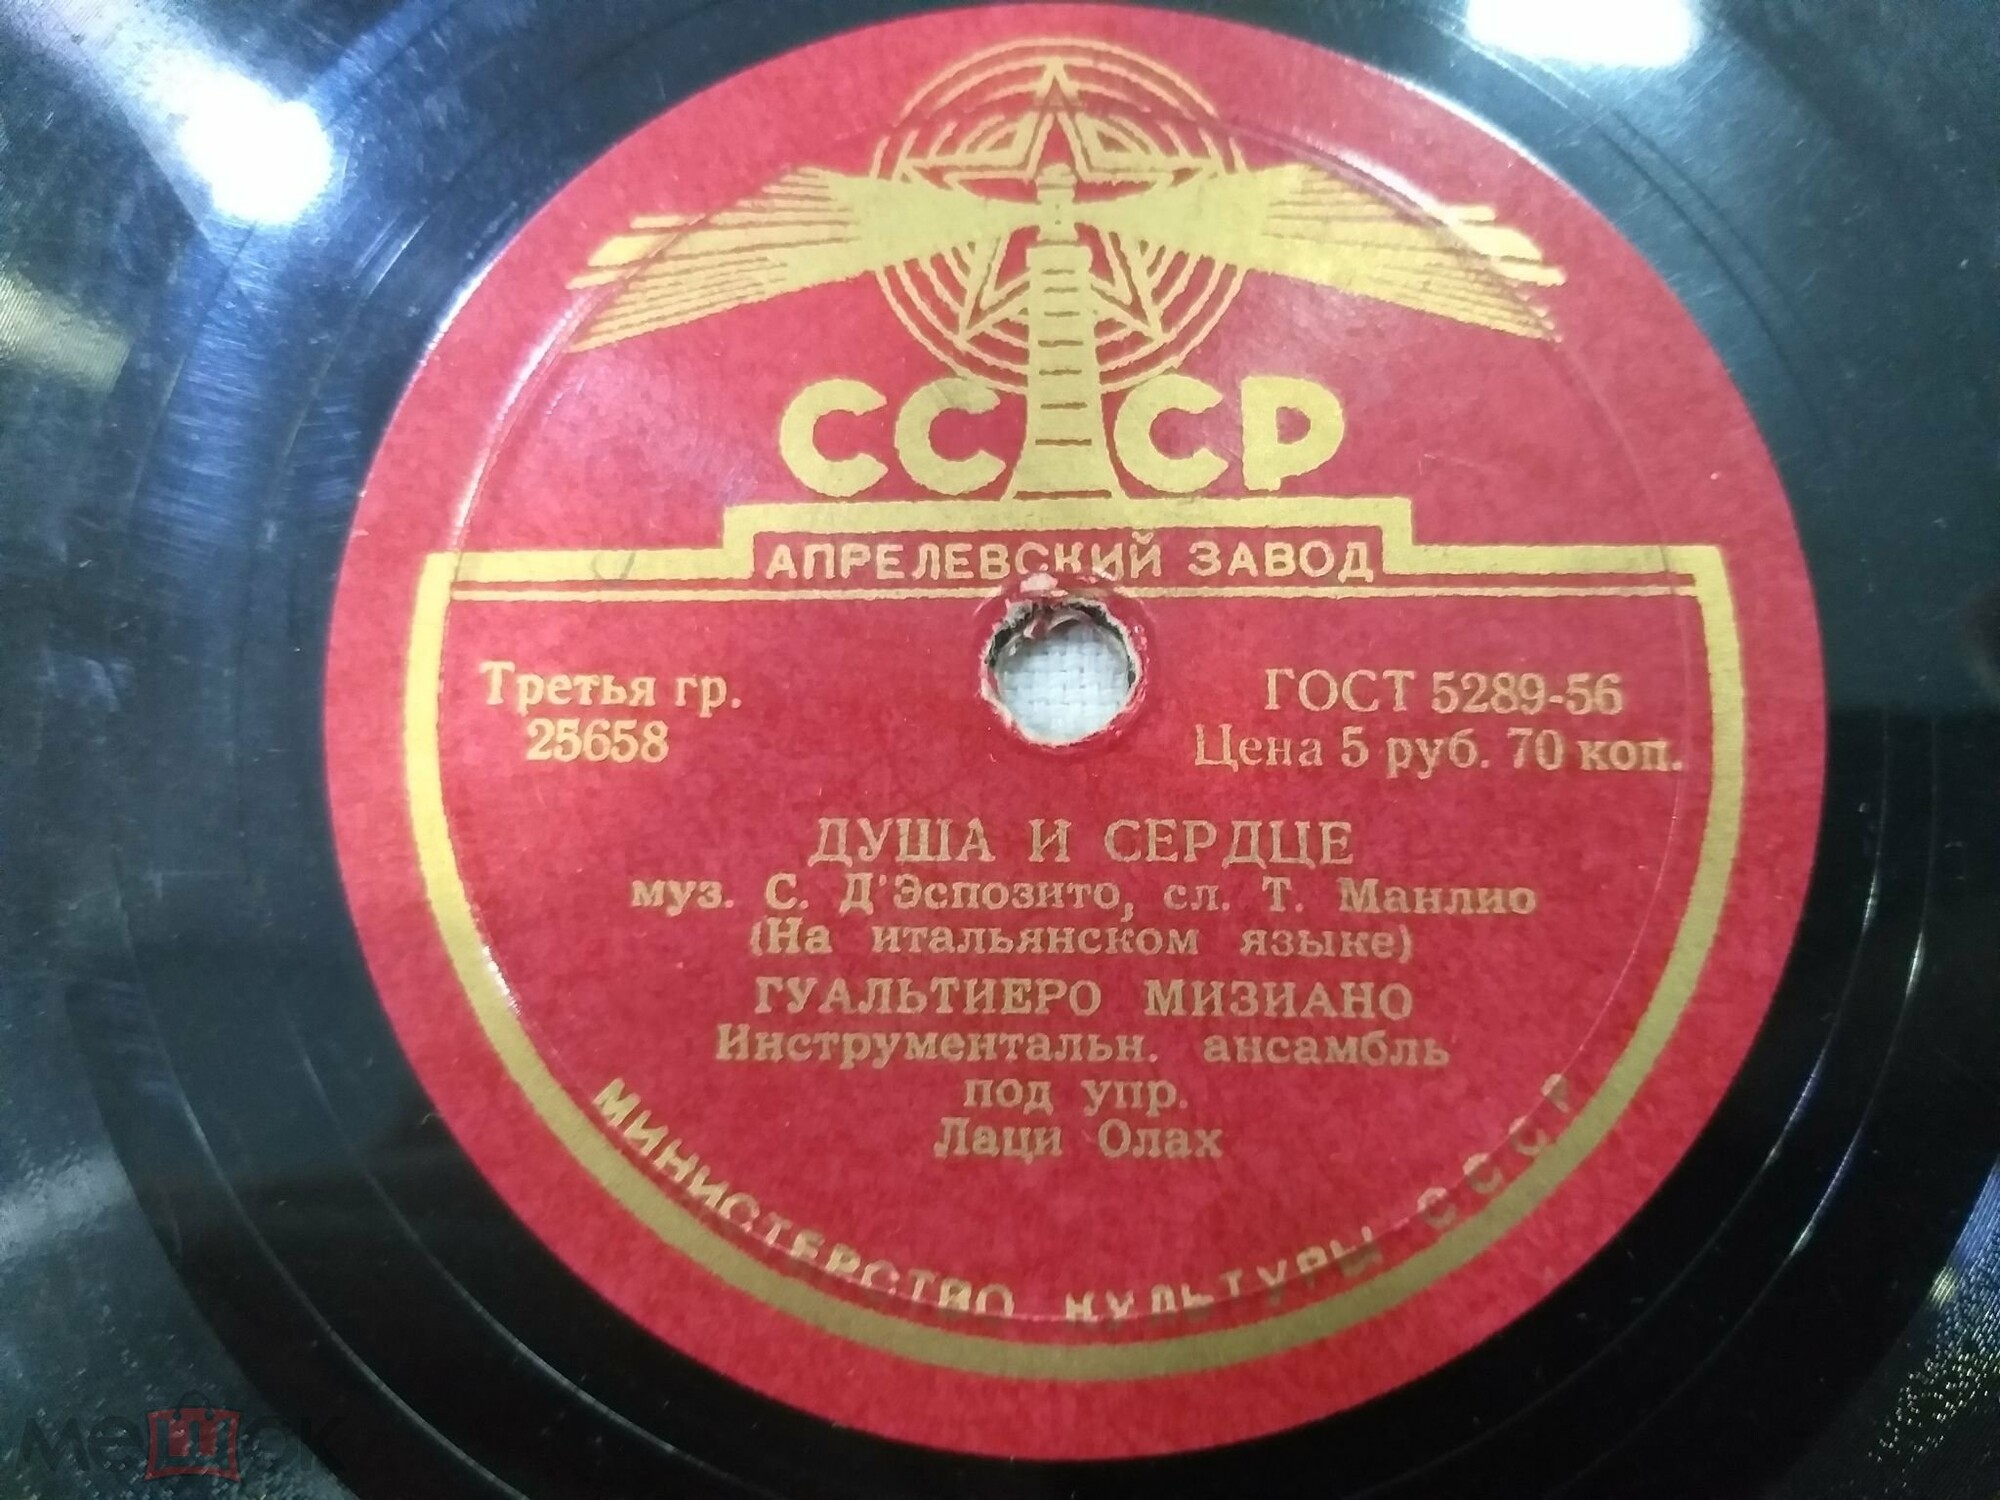 СССР
АПРЕЛЕВСКИЙ ЗАВОД
Третья гр.
25658
ГОСТ 5289-56
Цена 5 руб. 70 коп.
ДУША И СЕРДЦЕ
муз. С. Д'Эспозито, сл. Т. Манлио
(На итальянском языке)
ГУАЛЬТИЕРО МИЗИАНО
Инструментальн. ансамбль
под упр.
Лаци Олах
МИНИСТЕРСТВО КУЛЬТУРЫ СССР
мешок